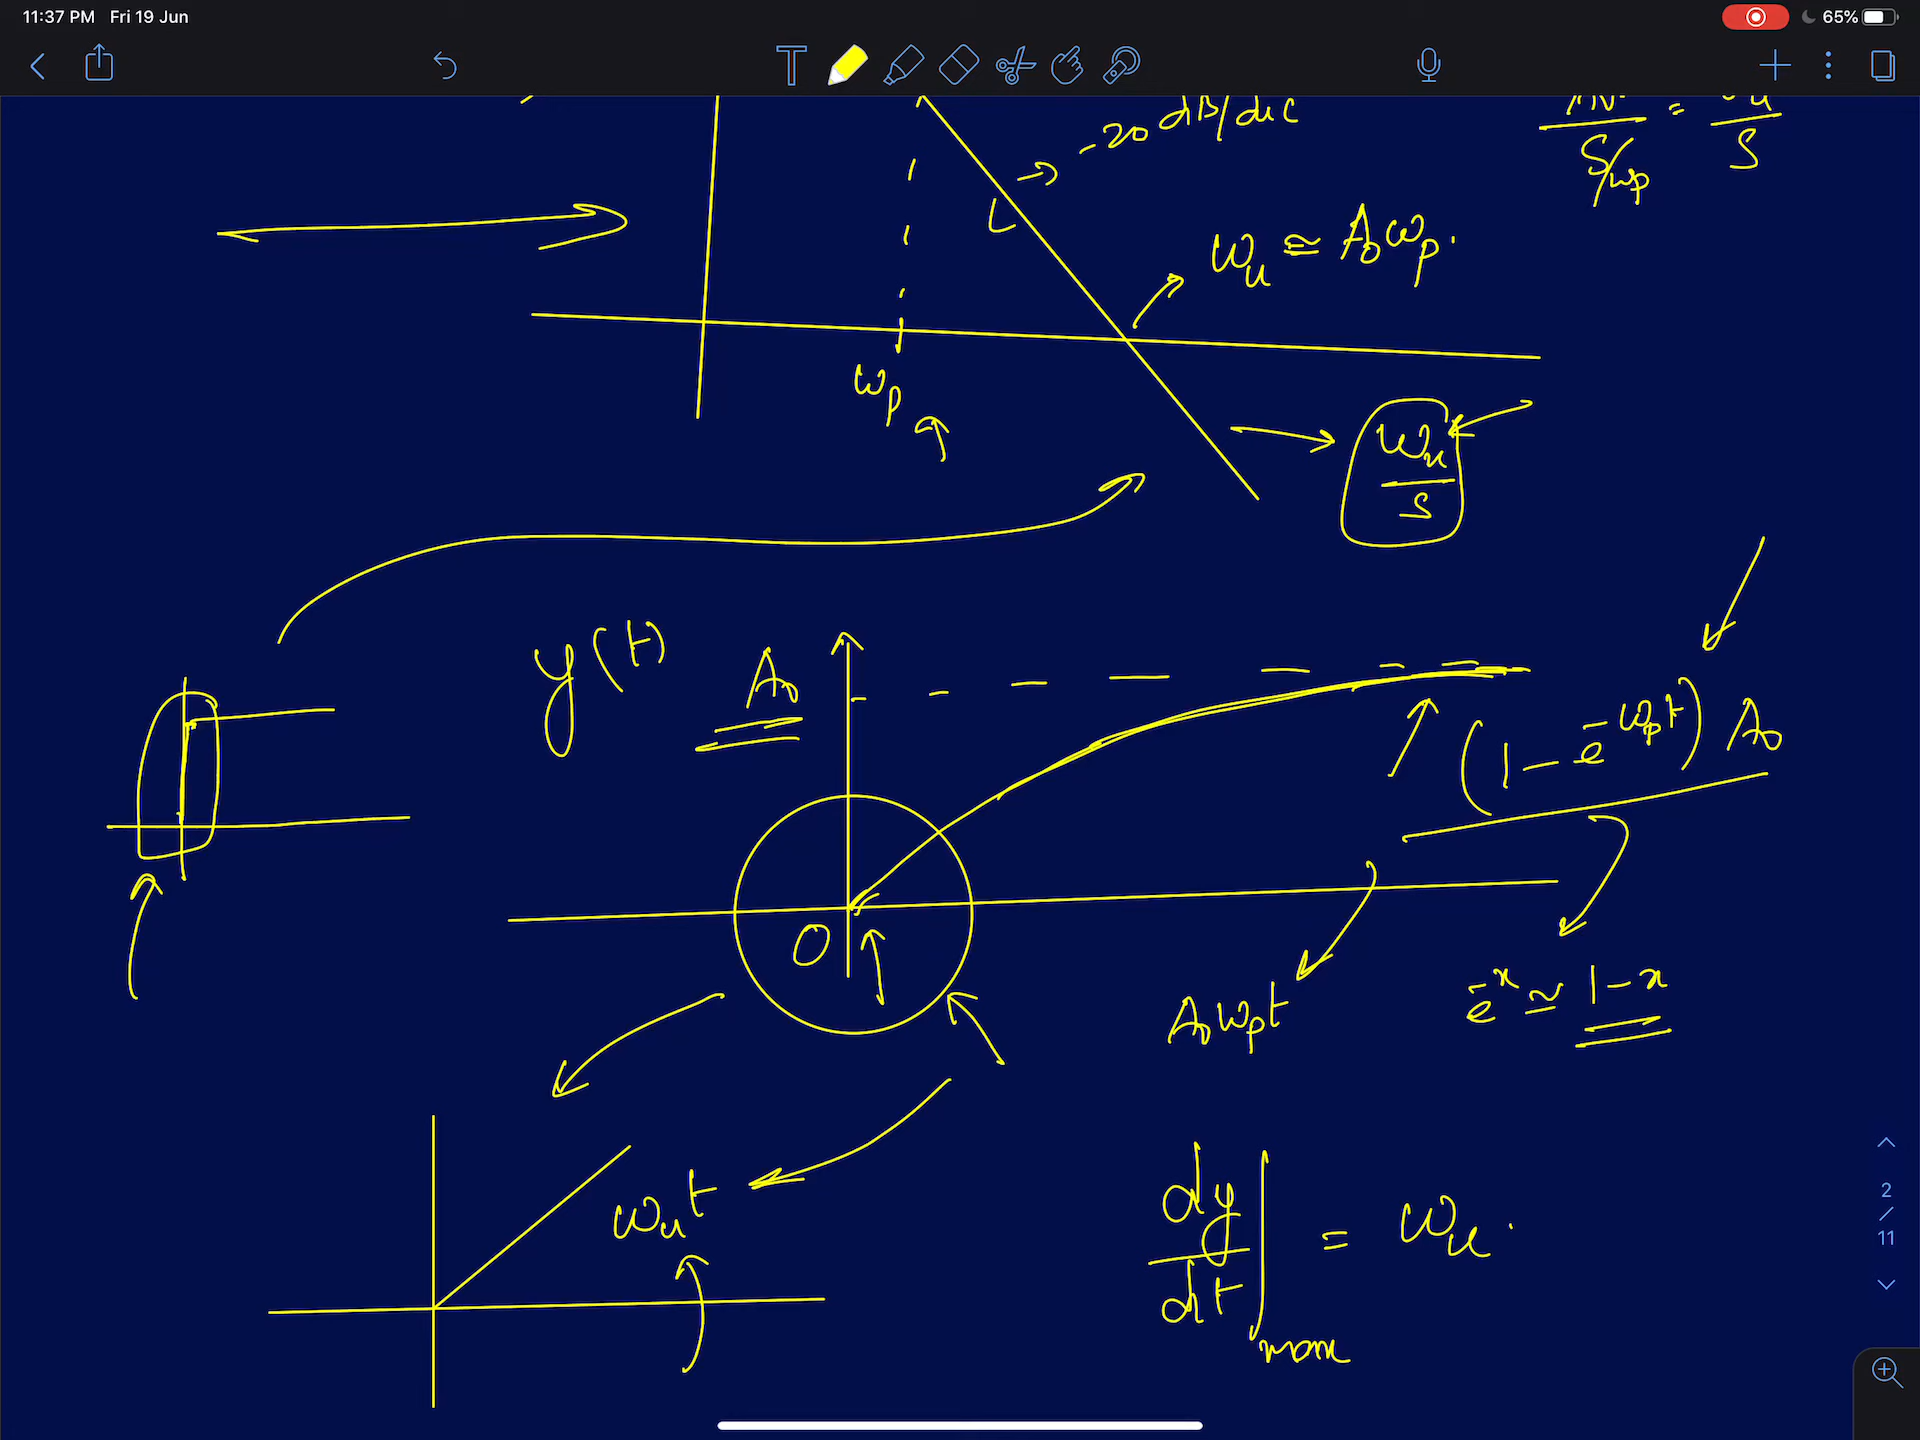 11:37 PM Fri 19 Jun
65%
T
-20 dB/dec
S/ωp = S
ωu ≅ A₀ωp.
ωp
ωu/s
y(t)
A₀
(1 - e^-ωpt) A₀
0
A₀ωpt
e^-x ≃ 1-x
ωut
dy/dt | max = ωu.
2
/
11